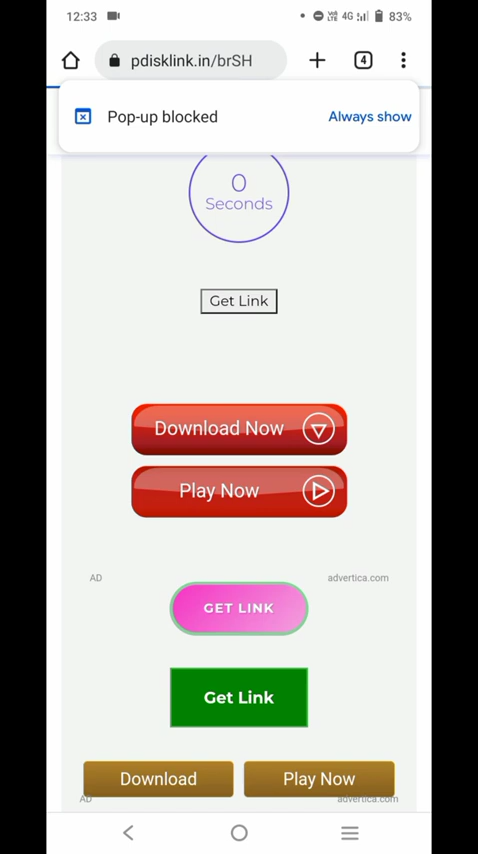 12:33
4G
83%
pdisklink.in/brSH
4
Pop-up blocked
Always show
0
Seconds
Get Link
Download Now
Play Now
AD
advertica.com
GET LINK
Get Link
Download
Play Now
AD
advertica.com